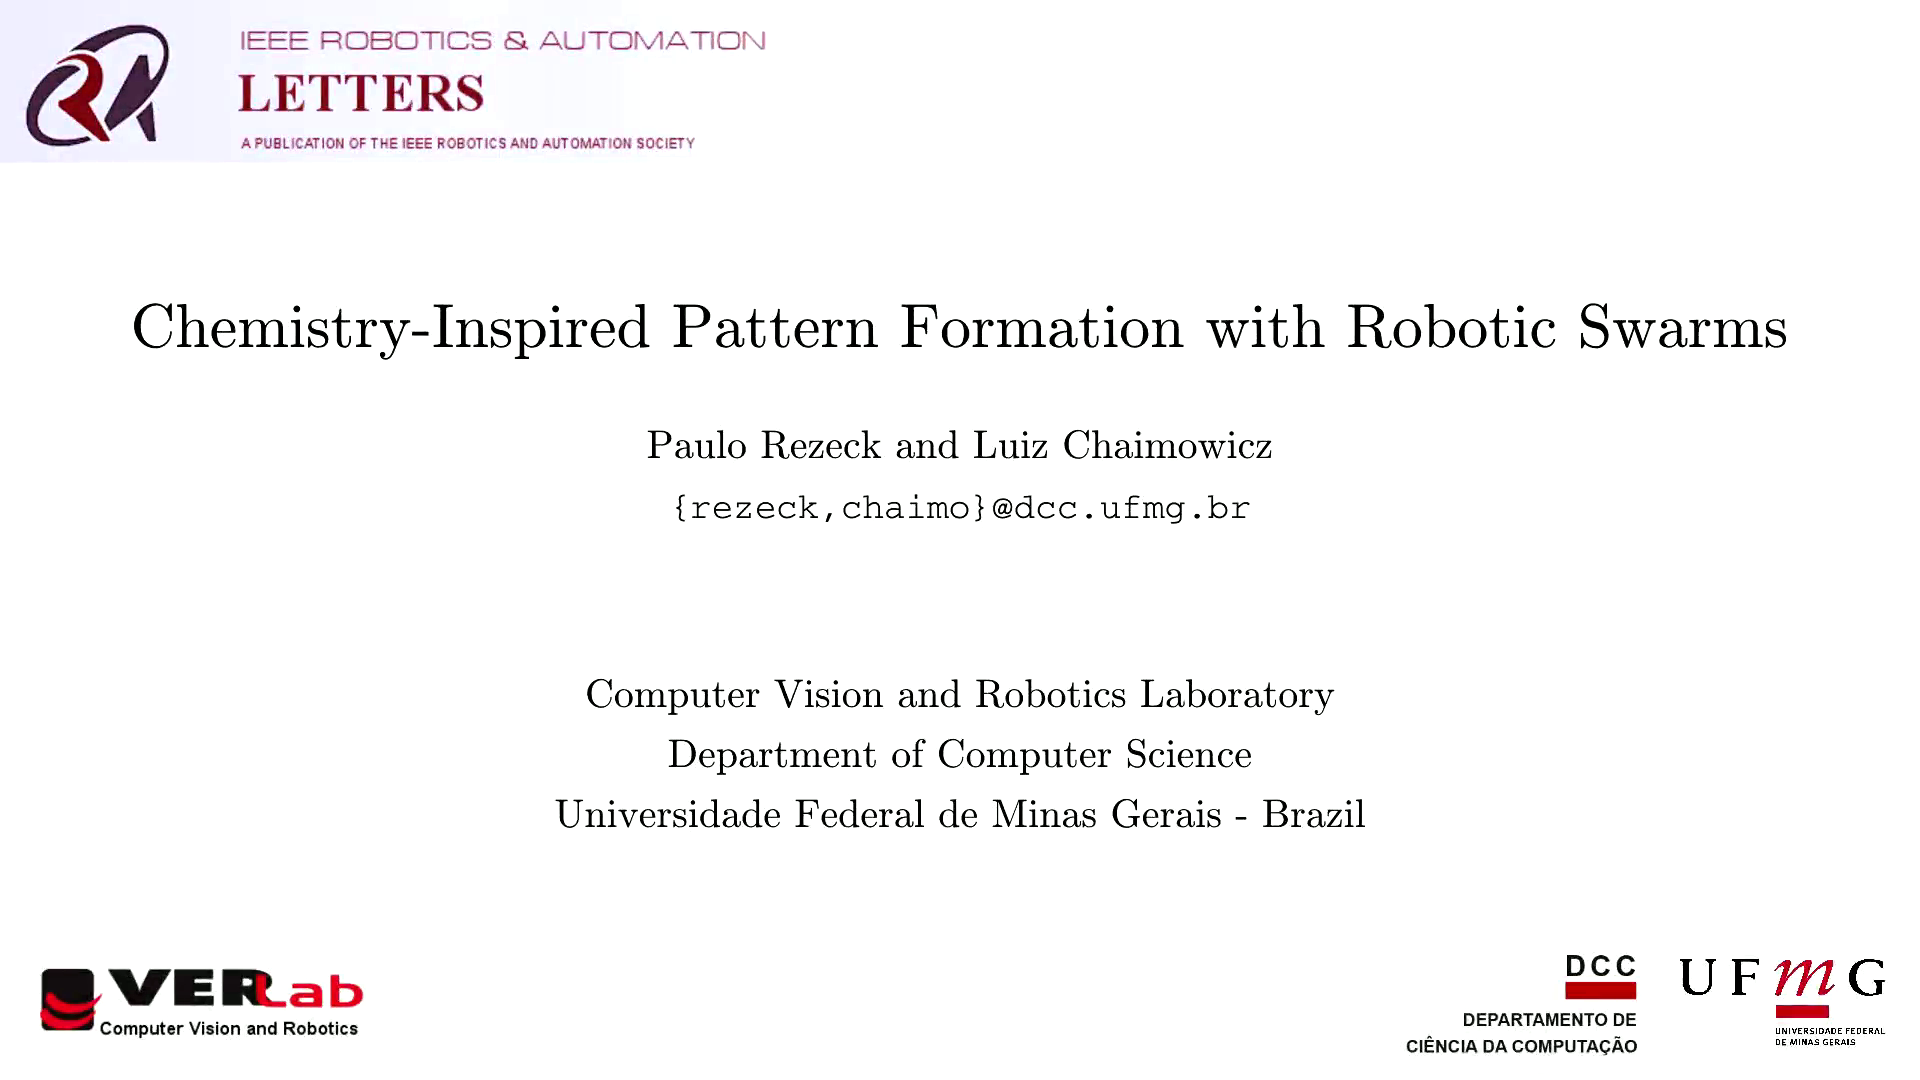 IEEE ROBOTICS & AUTOMATION
LETTERS
A PUBLICATION OF THE IEEE ROBOTICS AND AUTOMATION SOCIETY
Chemistry-Inspired Pattern Formation with Robotic Swarms
Paulo Rezeck and Luiz Chaimowicz
{rezeck,chaimo}@dcc.ufmg.br
Computer Vision and Robotics Laboratory
Department of Computer Science
Universidade Federal de Minas Gerais - Brazil
VERLab
Computer Vision and Robotics
DCC
DEPARTAMENTO DE
CIÊNCIA DA COMPUTAÇÃO
UFmG
UNIVERSIDADE FEDERAL
DE MINAS GERAIS